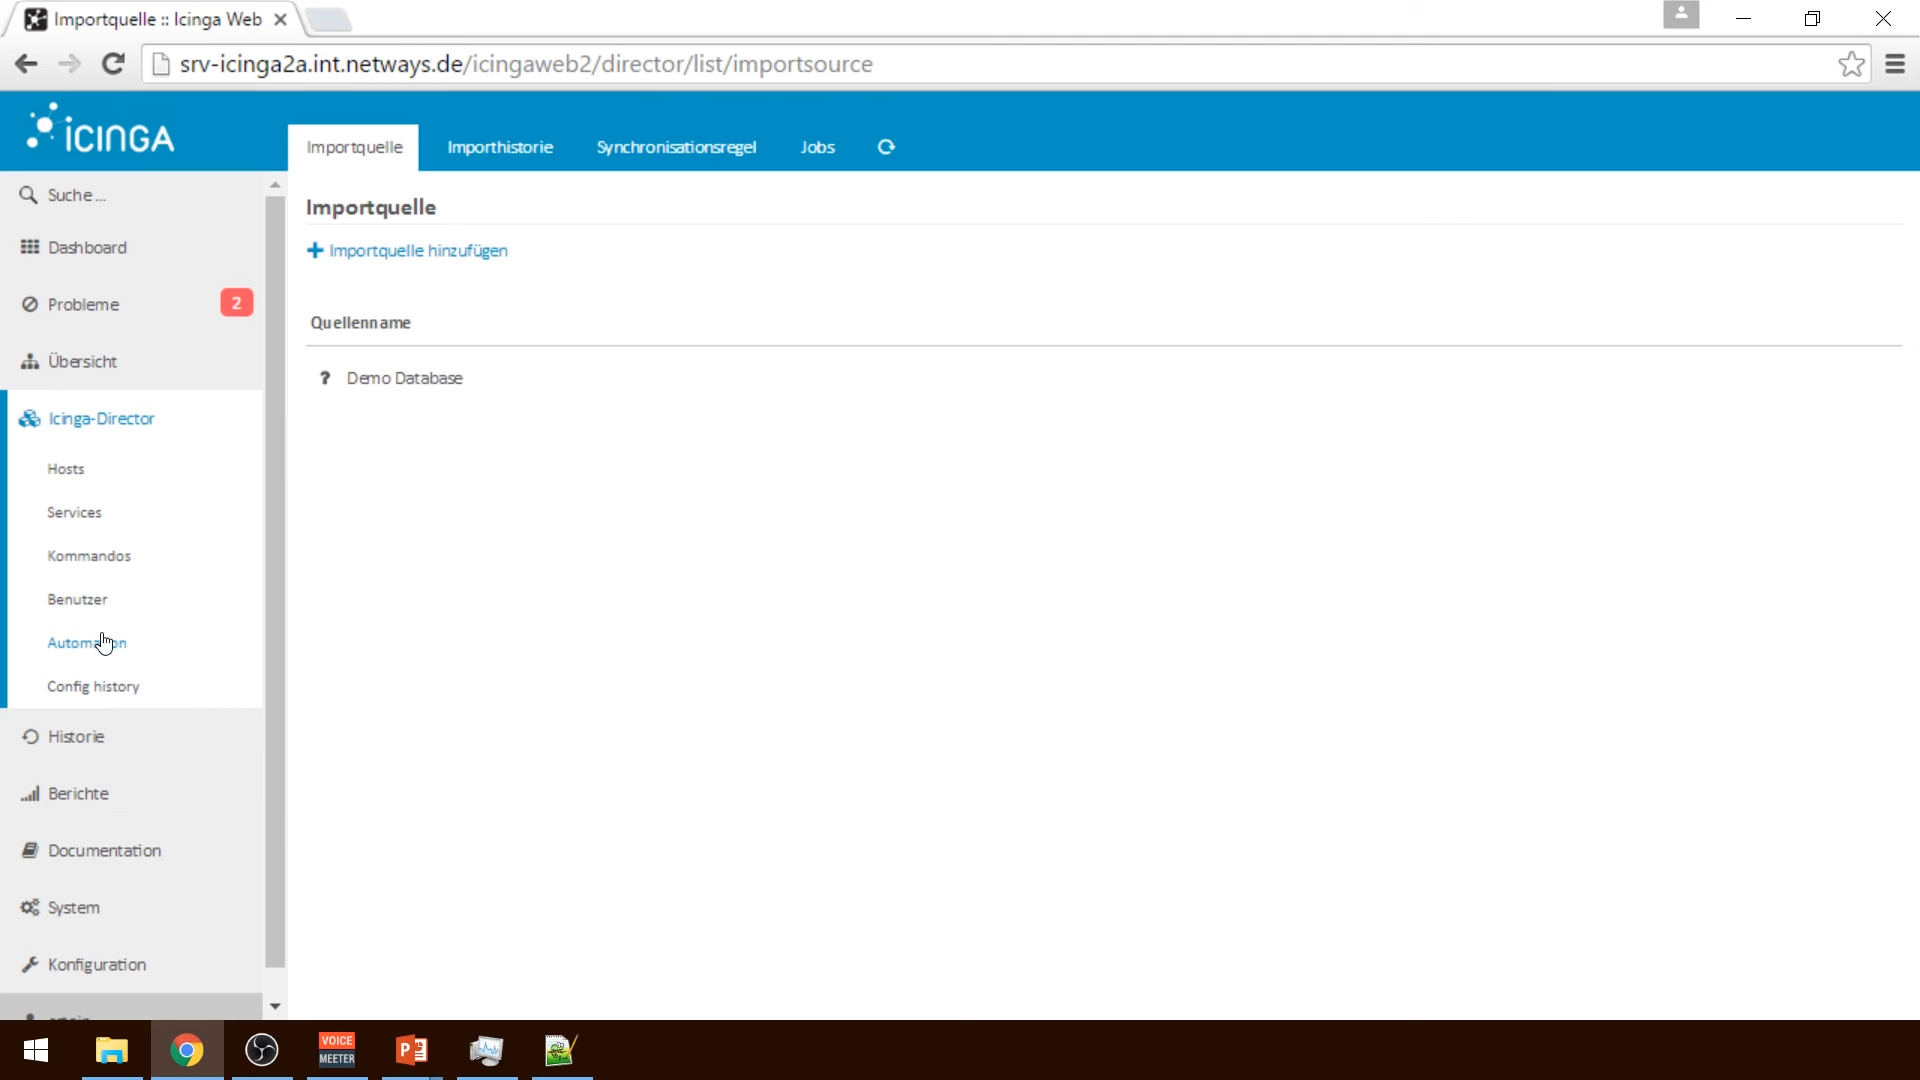 Importquelle :: Icinga Web
srv-icinga2a.int.netways.de/icingaweb2/director/list/importsource
ICINGA
Importquelle
Importhistorie
Synchronisationsregel
Jobs
Suche ...
Dashboard
Probleme
2
Übersicht
Icinga-Director
Hosts
Services
Kommandos
Benutzer
Config history
Historie
Berichte
Documentation
System
Konfiguration
Importquelle
Importquelle hinzufügen
Quellenname
? Demo Database
VOICE
MEETER